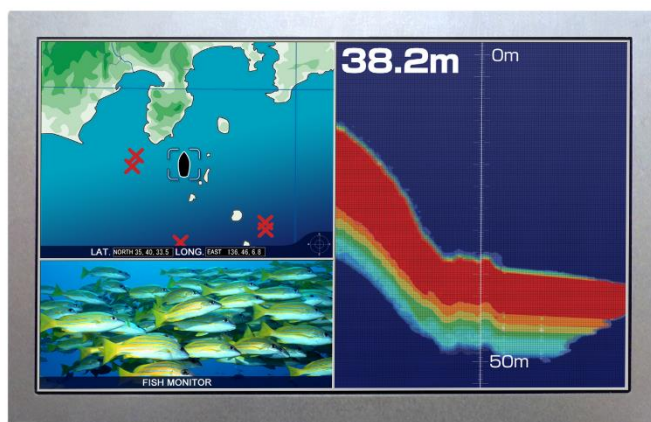 38.2m
0m
LAT. NORTH 35, 40, 33.5 LONG. EAST 136, 46, 6.8
FISH MONITOR
50m